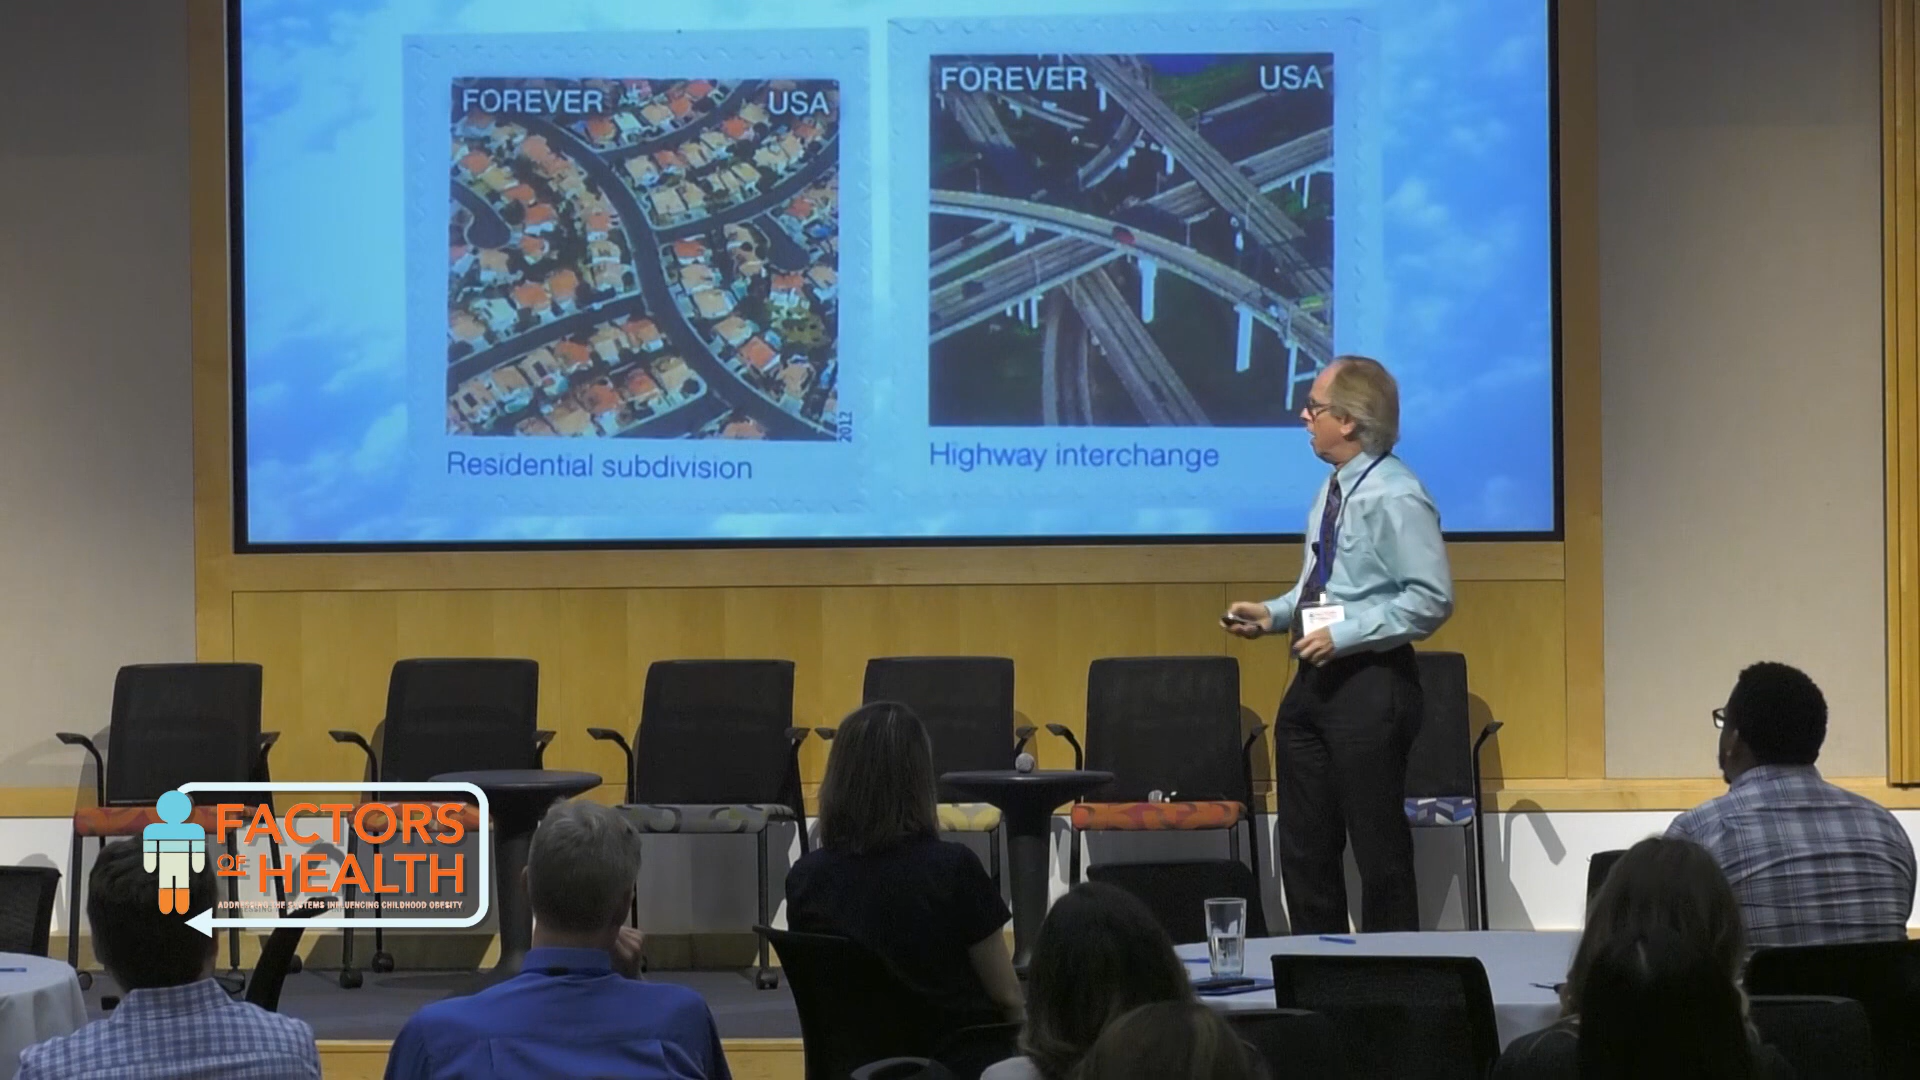 FOREVER USA
2012
Residential subdivision
FOREVER USA
Highway interchange
FACTORS
OF HEALTH
ADDRESSING THE SYSTEMS INFLUENCING CHILDHOOD OBESITY